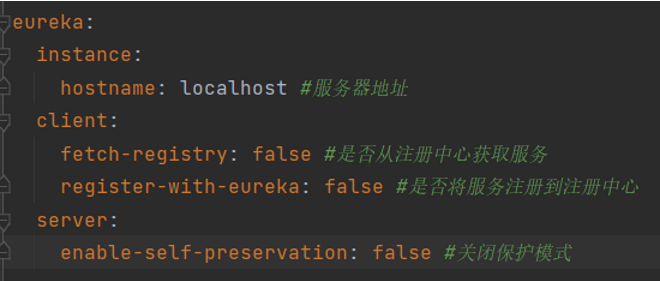 eureka:
  instance:
    hostname: localhost #服务器地址
  client:
    fetch-registry: false #是否从注册中心获取服务
    register-with-eureka: false #是否将服务注册到注册中心
  server:
    enable-self-preservation: false #关闭保护模式